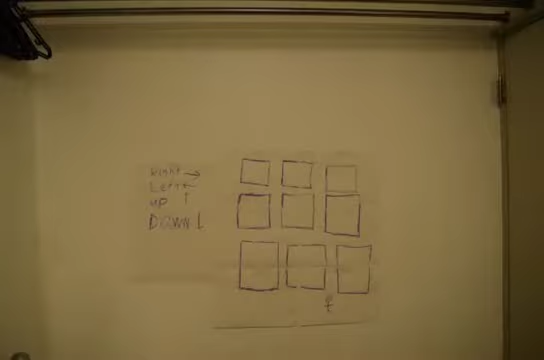 Right →
Left ←
up ↑
DOWN ↓